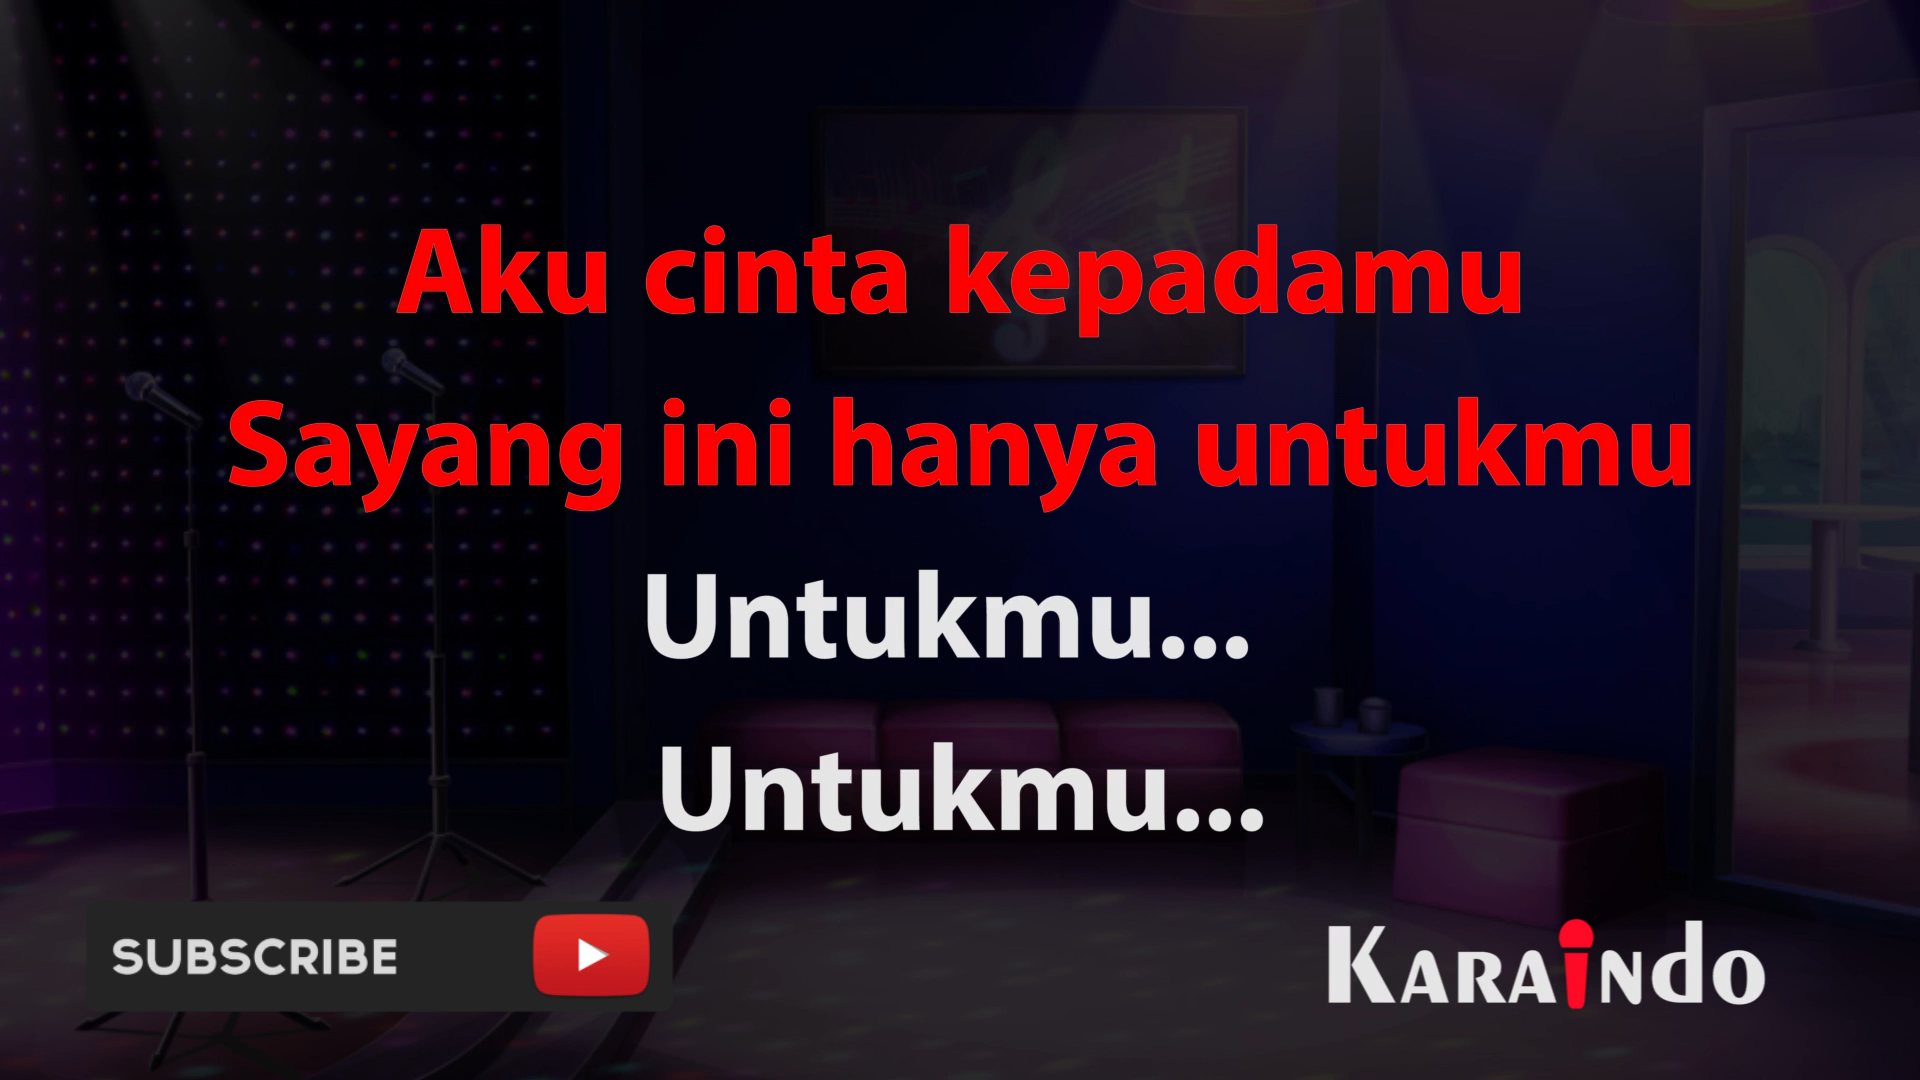 Aku cinta kepadamu
Sayang ini hanya untukmu
Untukmu...
Untukmu...
SUBSCRIBE
KARAINdo